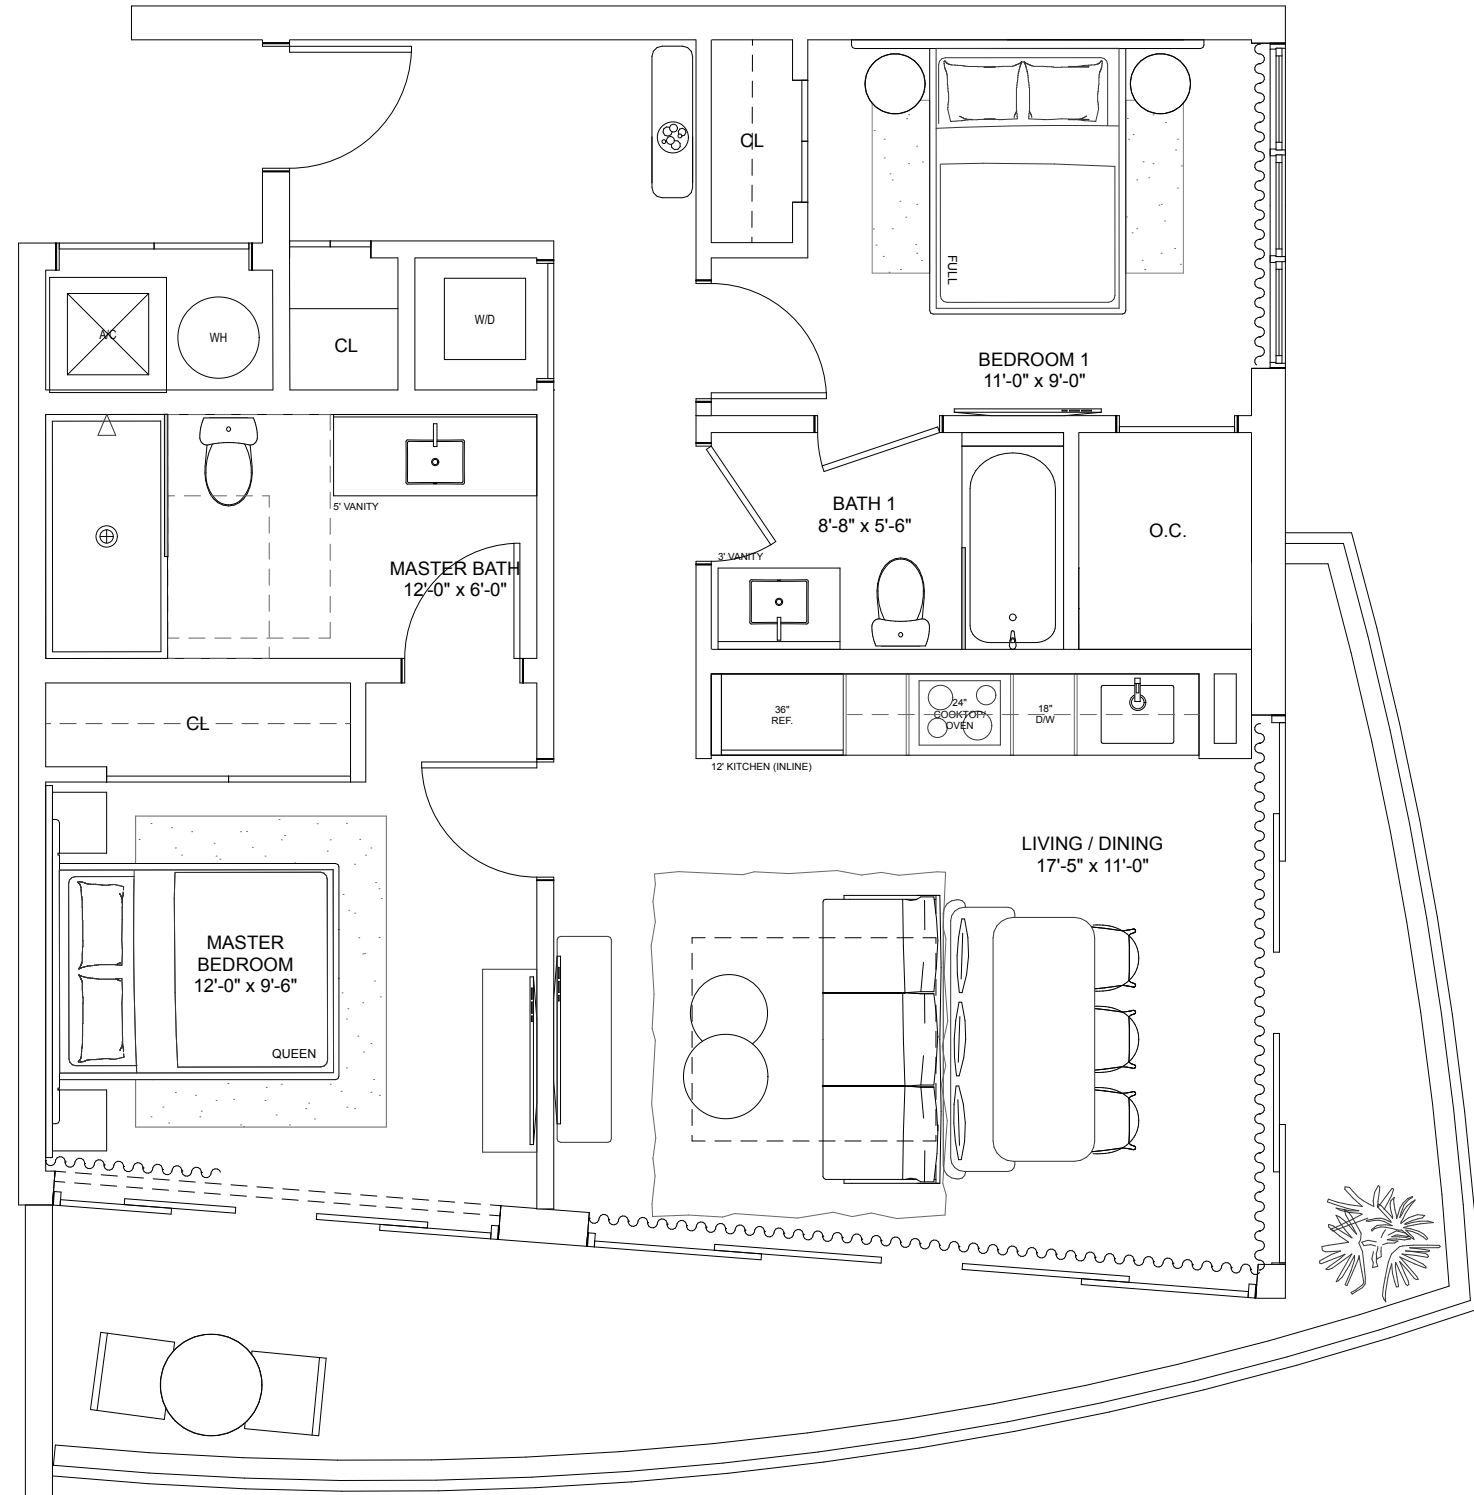 CL
FULL
A/C
WH
CL
W/D
BEDROOM 1
11'-0" x 9'-0"
5' VANITY
BATH 1
8'-8" x 5'-6"
O.C.
3' VANITY
MASTER BATH
12'-0" x 6'-0"
CL
36"
REF.
24"
COOKTOP/
OVEN
18"
D/W
12' KITCHEN (INLINE)
LIVING / DINING
17'-5" x 11'-0"
MASTER
BEDROOM
12'-0" x 9'-6"
QUEEN